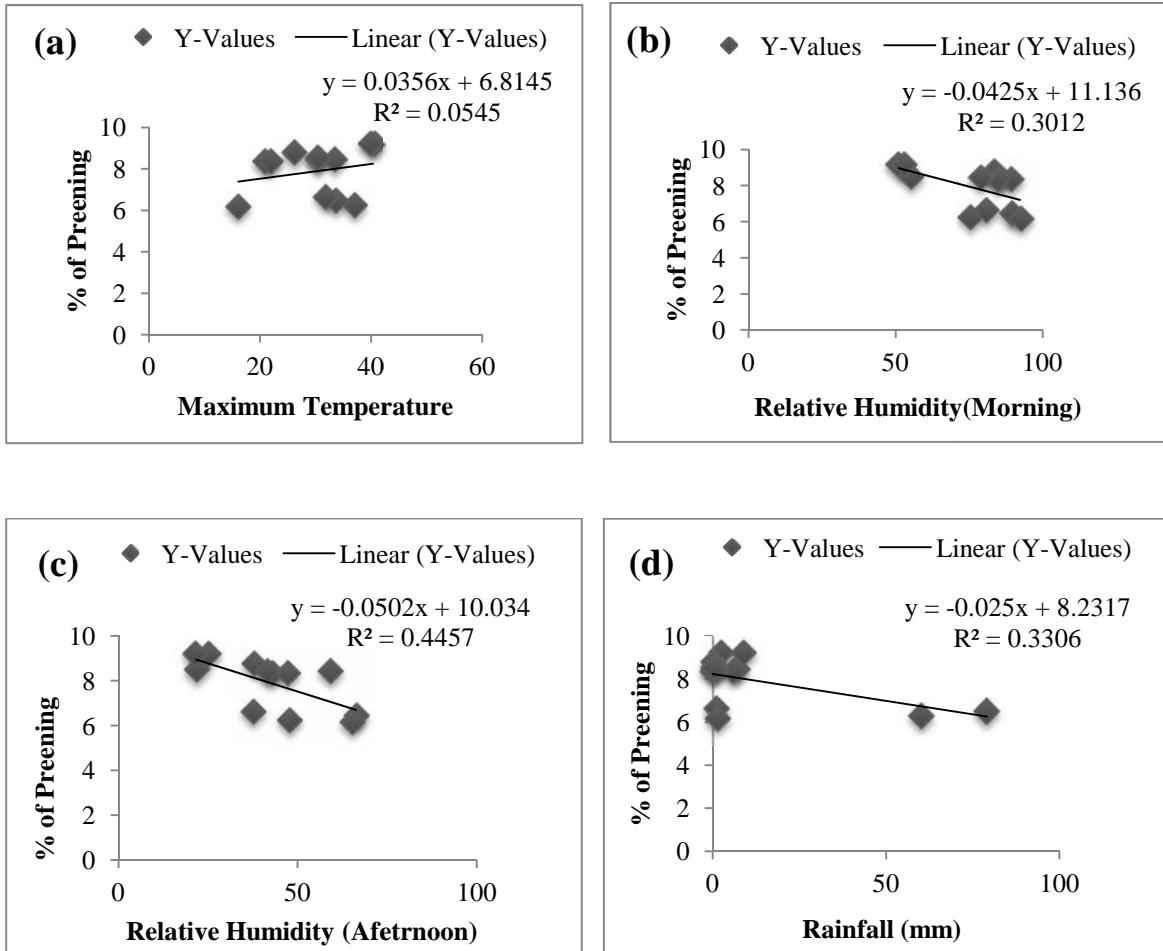 (a)
Y-Values
Linear (Y-Values)
y = 0.0356x + 6.8145
R² = 0.0545
10
8
6
4
2
0
0
20
40
60
% of Preening
Maximum Temperature
(b)
Y-Values
Linear (Y-Values)
y = -0.0425x + 11.136
R² = 0.3012
10
8
6
4
2
0
0
50
100
% of Preening
Relative Humidity(Morning)
(c)
Y-Values
Linear (Y-Values)
y = -0.0502x + 10.034
R² = 0.4457
10
8
6
4
2
0
0
50
100
% of Preening
Relative Humidity (Afetrnoon)
(d)
Y-Values
Linear (Y-Values)
y = -0.025x + 8.2317
R² = 0.3306
10
8
6
4
2
0
0
50
100
% of Preening
Rainfall (mm)